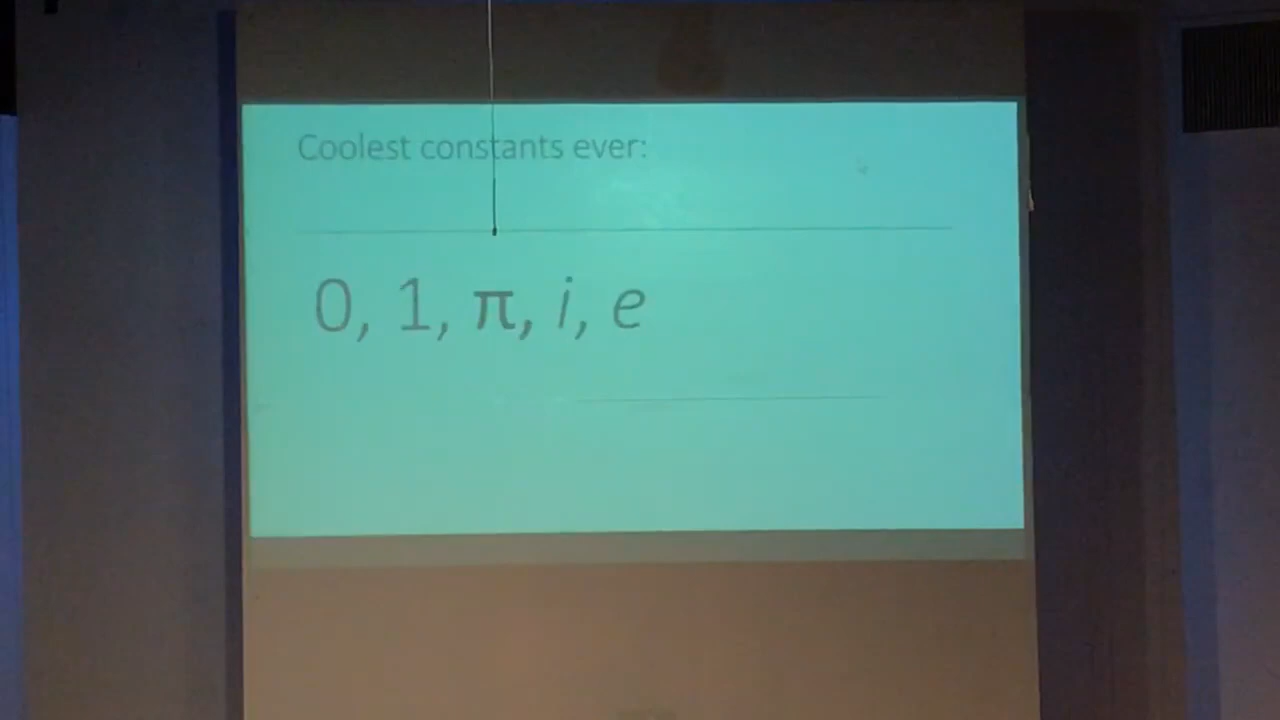 Coolest constants ever:
0, 1, π, i, e